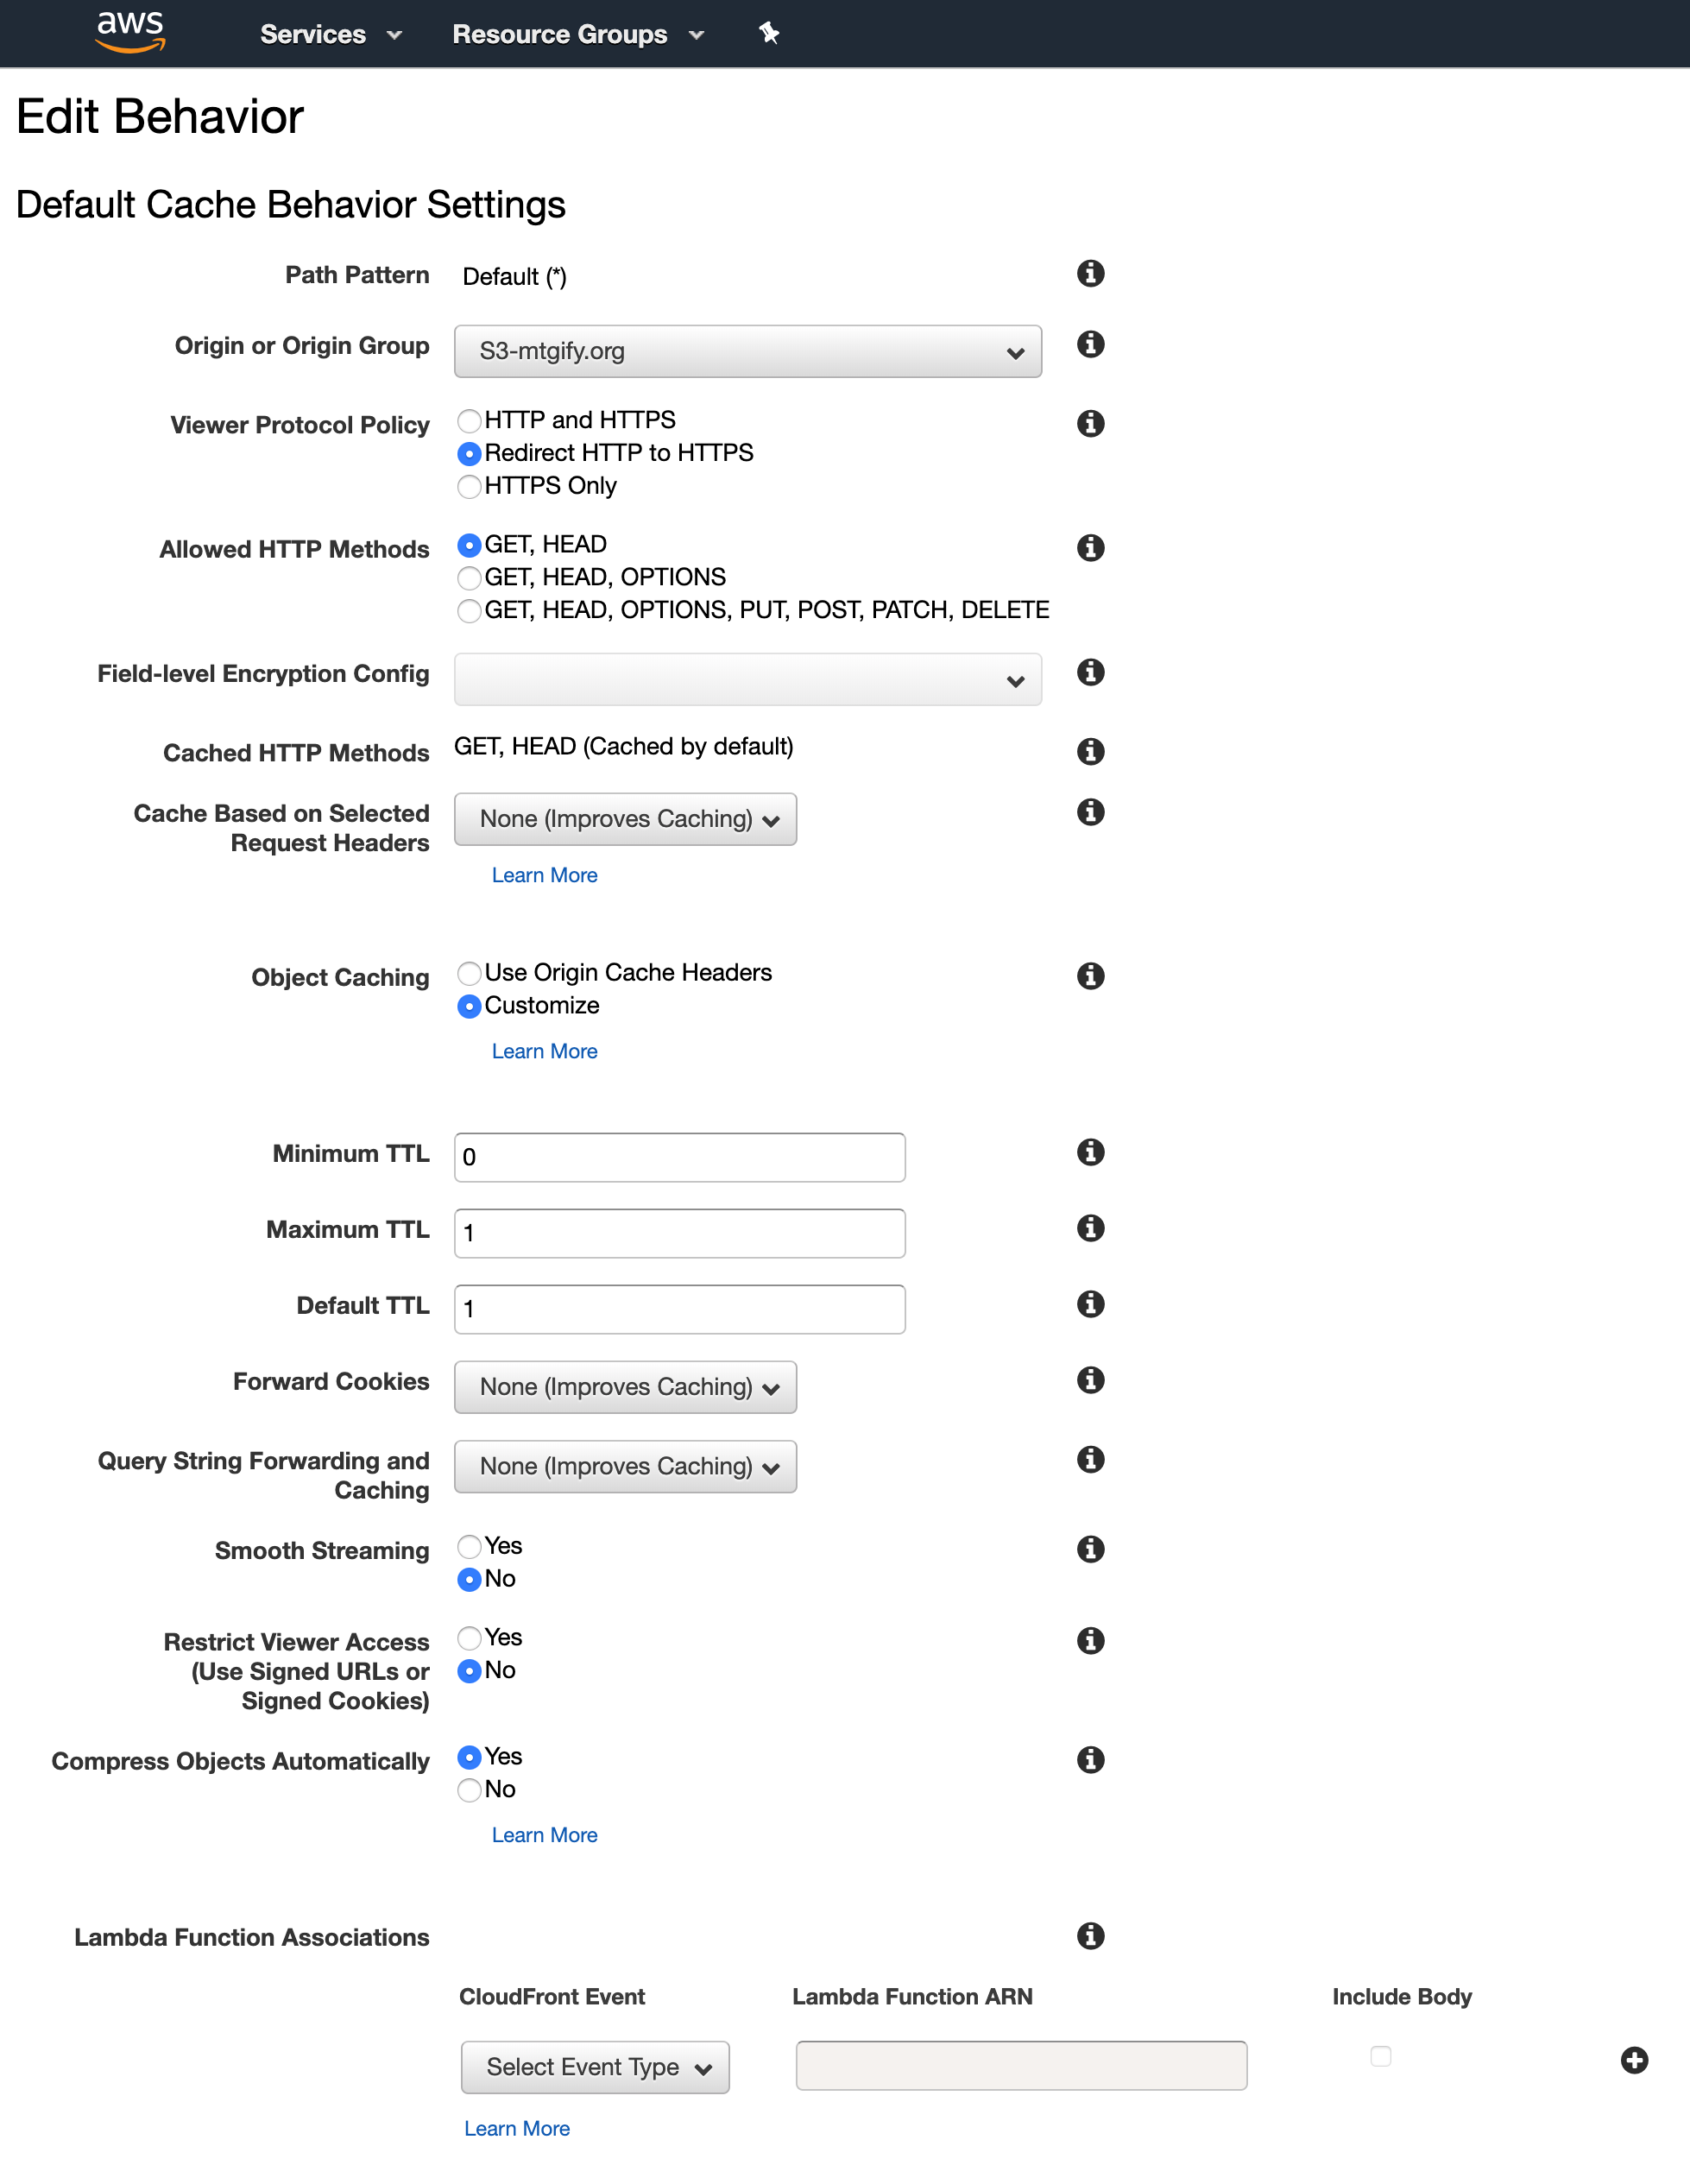 aws Services Resource Groups
Edit Behavior
Default Cache Behavior Settings
Path Pattern Default (*)
Origin or Origin Group S3-mtgify.org
Viewer Protocol Policy HTTP and HTTPS
Redirect HTTP to HTTPS
HTTPS Only
Allowed HTTP Methods GET, HEAD
GET, HEAD, OPTIONS
GET, HEAD, OPTIONS, PUT, POST, PATCH, DELETE
Field-level Encryption Config
Cached HTTP Methods GET, HEAD (Cached by default)
Cache Based on Selected None (Improves Caching)
Request Headers
Learn More
Object Caching Use Origin Cache Headers
Customize
Learn More
Minimum TTL 0
Maximum TTL 1
Default TTL 1
Forward Cookies None (Improves Caching)
Query String Forwarding and None (Improves Caching)
Caching
Smooth Streaming Yes
No
Restrict Viewer Access Yes
(Use Signed URLs or No
Signed Cookies)
Compress Objects Automatically Yes
No
Learn More
Lambda Function Associations
CloudFront Event Lambda Function ARN Include Body
Select Event Type
Learn More